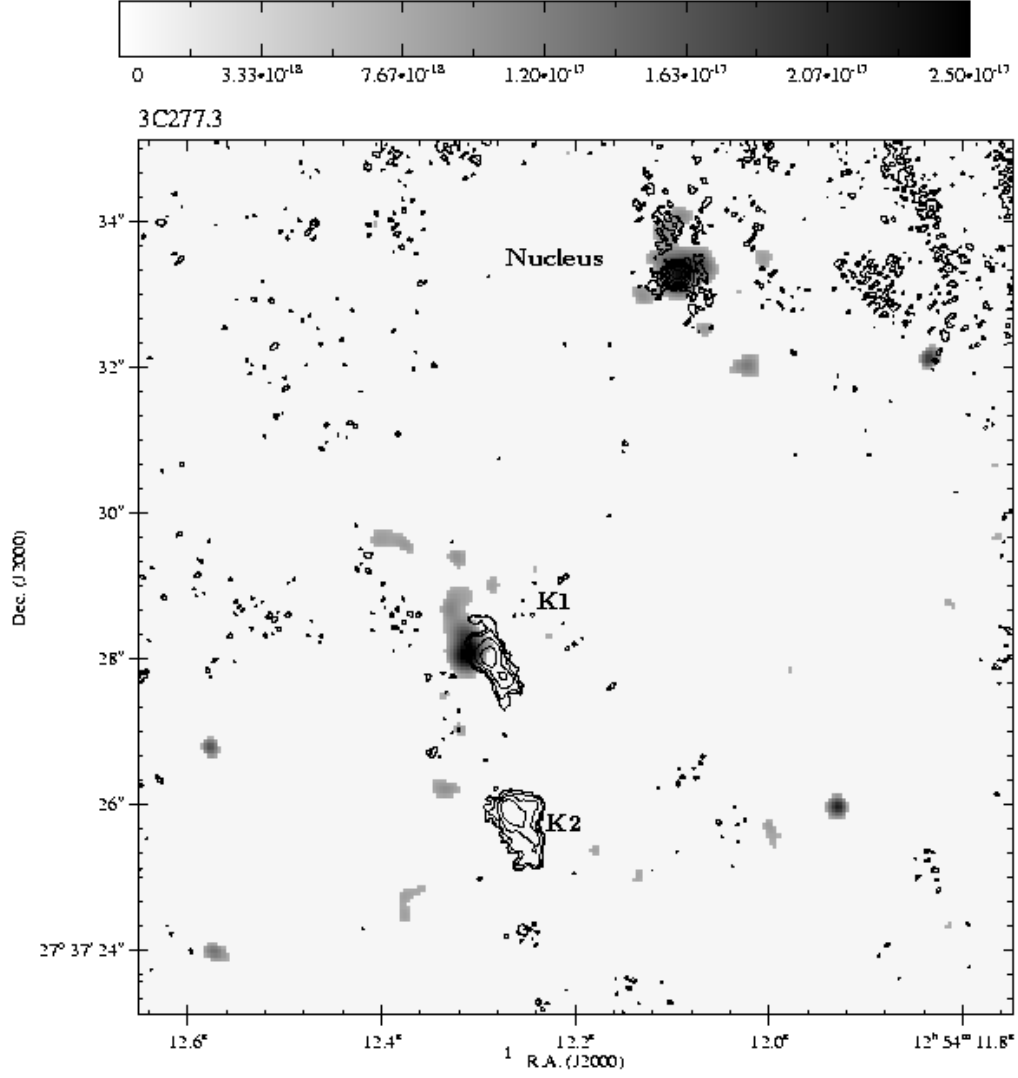 0 3.33•10⁻¹⁸ 7.67•10⁻¹⁸ 1.20•10⁻¹⁷ 1.63•10⁻¹⁷ 2.07•10⁻¹⁷ 2.50•10⁻¹⁷
3C277.3
34"
Nucleus
32"
30"
Dec. (J2000)
K1
28"
26"
K2
27° 37' 24"
12.6ˢ 12.4ˢ 12.2ˢ 12.0ˢ 12ʰ 54ᵐ 11.8ˢ
1
R.A. (J2000)